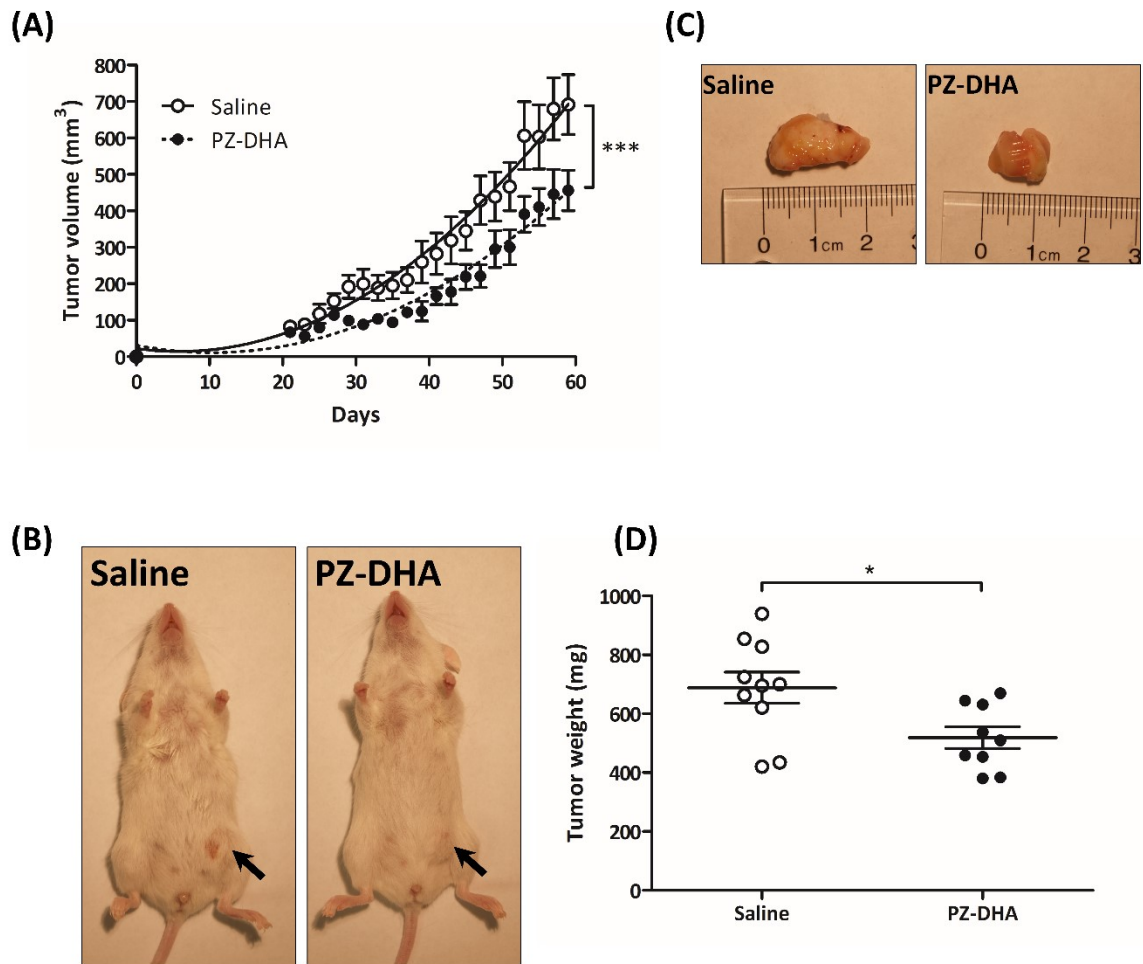 (A)
800
700
600
500
400
300
200
100
0
Tumor volume (mm³)
Saline
PZ-DHA
***
0 10 20 30 40 50 60
Days
(C)
Saline
0 1cm 2 3
PZ-DHA
0 1cm 2 3
(B)
Saline
PZ-DHA
(D)
*
1000
800
600
400
200
0
Tumor weight (mg)
Saline PZ-DHA